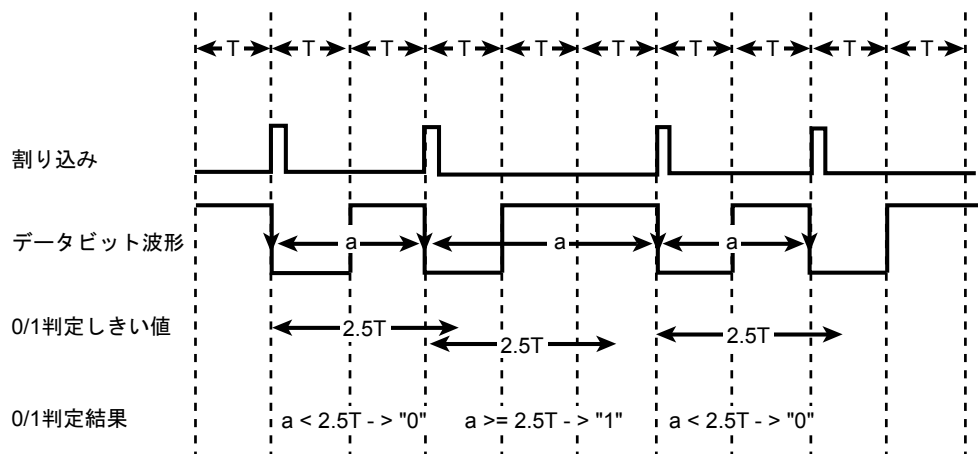 T T T T T T T T T T
割り込み
データビット波形 a a a
0/1判定しきい値 2.5T 2.5T 2.5T
0/1判定結果 a < 2.5T - > "0" a >= 2.5T - > "1" a < 2.5T - > "0"